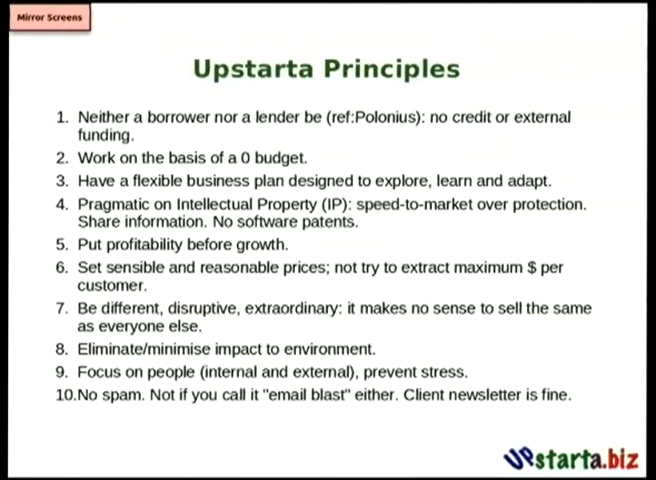 Mirror Screens
Upstarta Principles
1. Neither a borrower nor a lender be (ref:Polonius): no credit or external
funding.
2. Work on the basis of a 0 budget.
3. Have a flexible business plan designed to explore, learn and adapt.
4. Pragmatic on Intellectual Property (IP): speed-to-market over protection.
Share information. No software patents.
5. Put profitability before growth.
6. Set sensible and reasonable prices; not try to extract maximum $ per
customer.
7. Be different, disruptive, extraordinary: it makes no sense to sell the same
as everyone else.
8. Eliminate/minimise impact to environment.
9. Focus on people (internal and external), prevent stress.
10.No spam. Not if you call it "email blast" either. Client newsletter is fine.
Upstarta.biz